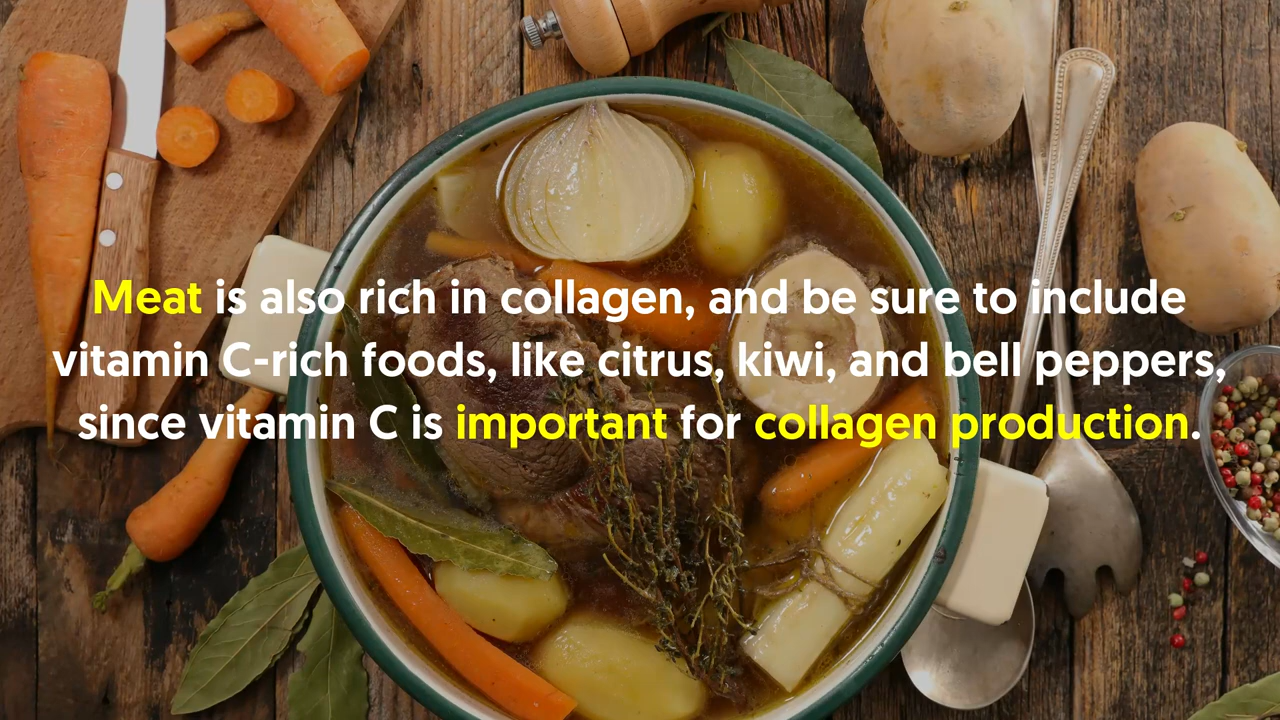 Meat is also rich in collagen, and be sure to include
vitamin C-rich foods, like citrus, kiwi, and bell peppers,
since vitamin C is important for collagen production.